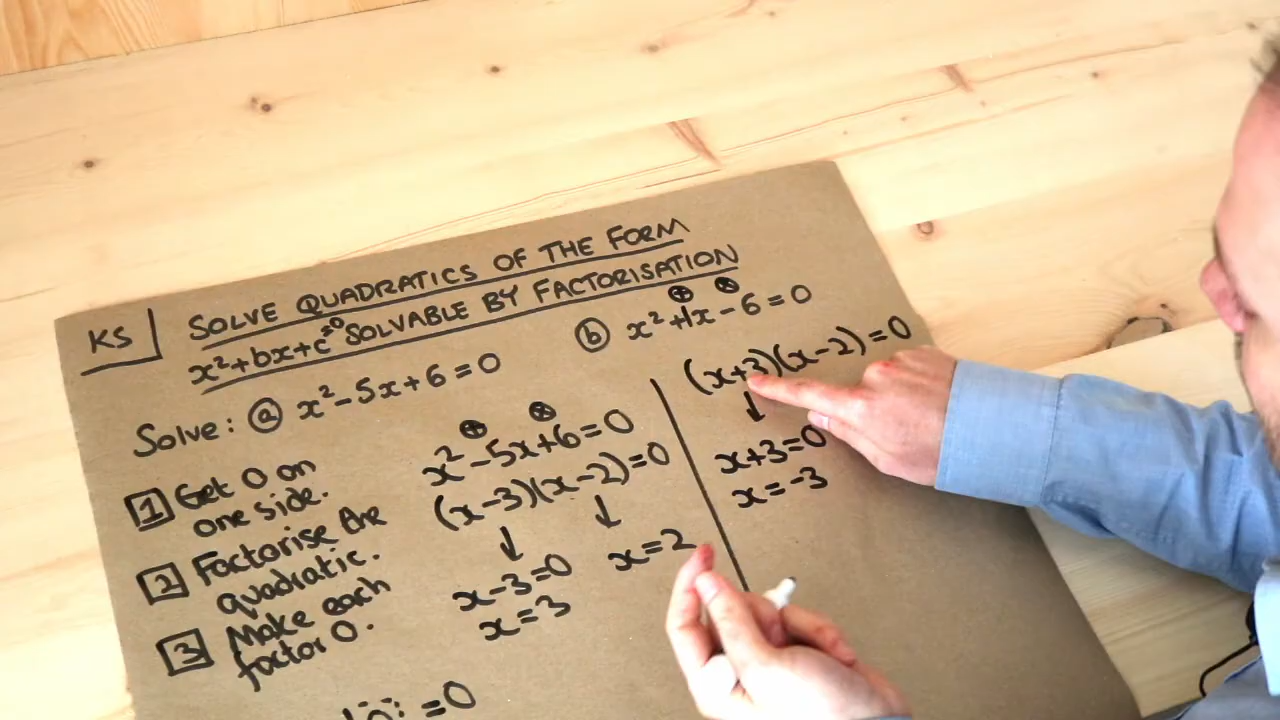 KS
SOLVE QUADRATICS OF THE FORM
x²+bx+c=0 SOLVABLE BY FACTORISATION
Solve: ⓐ x²-5x+6=0
ⓑ x²+1x-6=0
1 Get 0 on
one side.
2 Factorise the
quadratic.
3 Make each
factor 0.
x²-5x+6=0
(x-3)(x-2)=0
x-3=0
x=3
x=2
(x+3)(x-2)=0
x+3=0
x=-3
=0